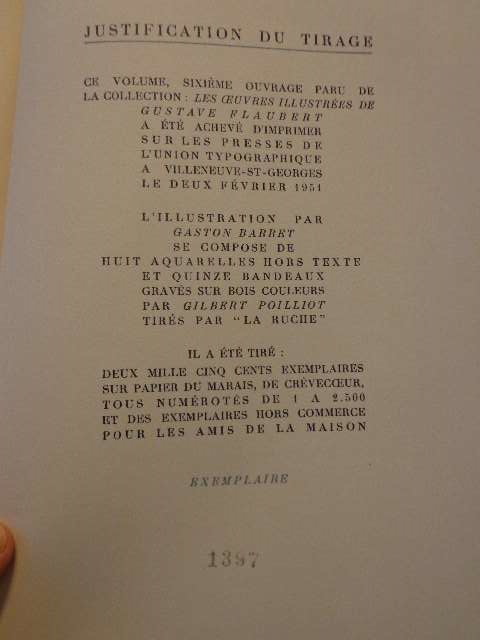 JUSTIFICATION DU TIRAGE
CE VOLUME, SIXIÈME OUVRAGE PARU DE
LA COLLECTION : LES ŒUVRES ILLUSTRÉES DE
GUSTAVE FLAUBERT
A ÉTÉ ACHEVÉ D'IMPRIMER
SUR LES PRESSES DE
L'UNION TYPOGRAPHIQUE
A VILLENEUVE-ST-GEORGES
LE DEUX FÉVRIER 1951
L'ILLUSTRATION PAR
GASTON BARRET
SE COMPOSE DE
HUIT AQUARELLES HORS TEXTE
ET QUINZE BANDEAUX
GRAVÉS SUR BOIS COULEURS
PAR GILBERT POILLIOT
TIRÉS PAR "LA RUCHE"
IL A ÉTÉ TIRÉ :
DEUX MILLE CINQ CENTS EXEMPLAIRES
SUR PAPIER DU MARAIS, DE CRÈVECŒUR,
TOUS NUMÉROTÉS DE 1 A 2.500
ET DES EXEMPLAIRES HORS COMMERCE
POUR LES AMIS DE LA MAISON
EXEMPLAIRE
1397